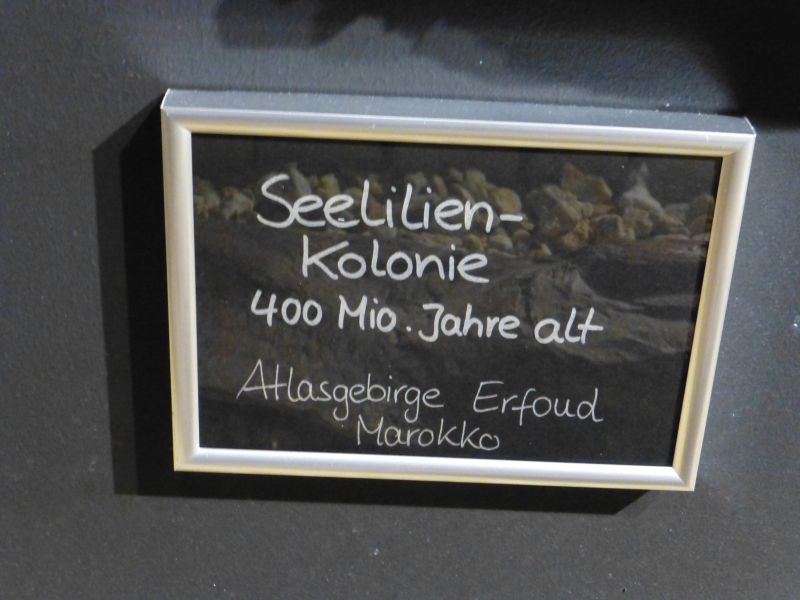 Seelilien-
Kolonie
400 Mio. Jahre alt
Atlasgebirge Erfoud
Marokko